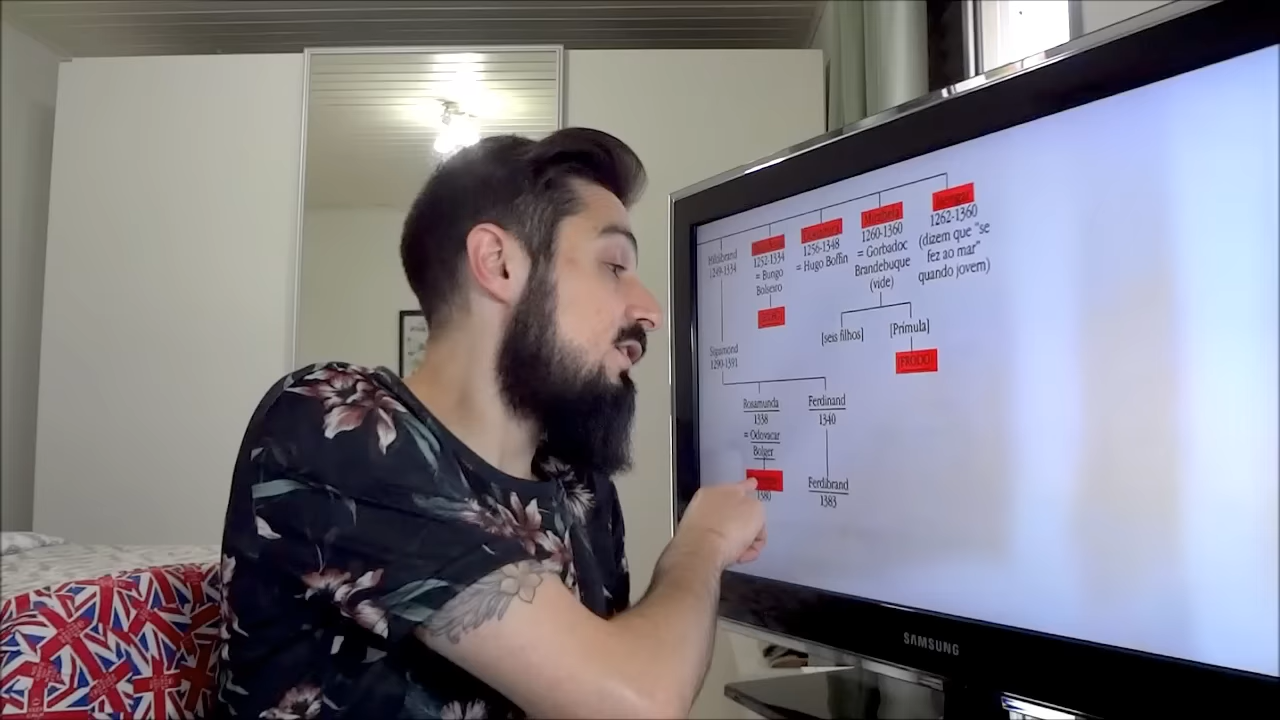 Hildibrand
1249-1334
1252-1334
= Bungo
Bolseiro
1256-1348
= Hugo Boffin
Mirabela
1260-1360
= Gorbadoc
Brandebuque
(vide)
1262-1360
(dizem que "se
fez ao mar"
quando jovem)
[seis filhos]
[Prímula]
FRODO
Sigismond
1290-1391
Rosamunda
1338
= Odovacar
Bolger
1380
Ferdinand
1340
Ferdibrand
1383
SAMSUNG